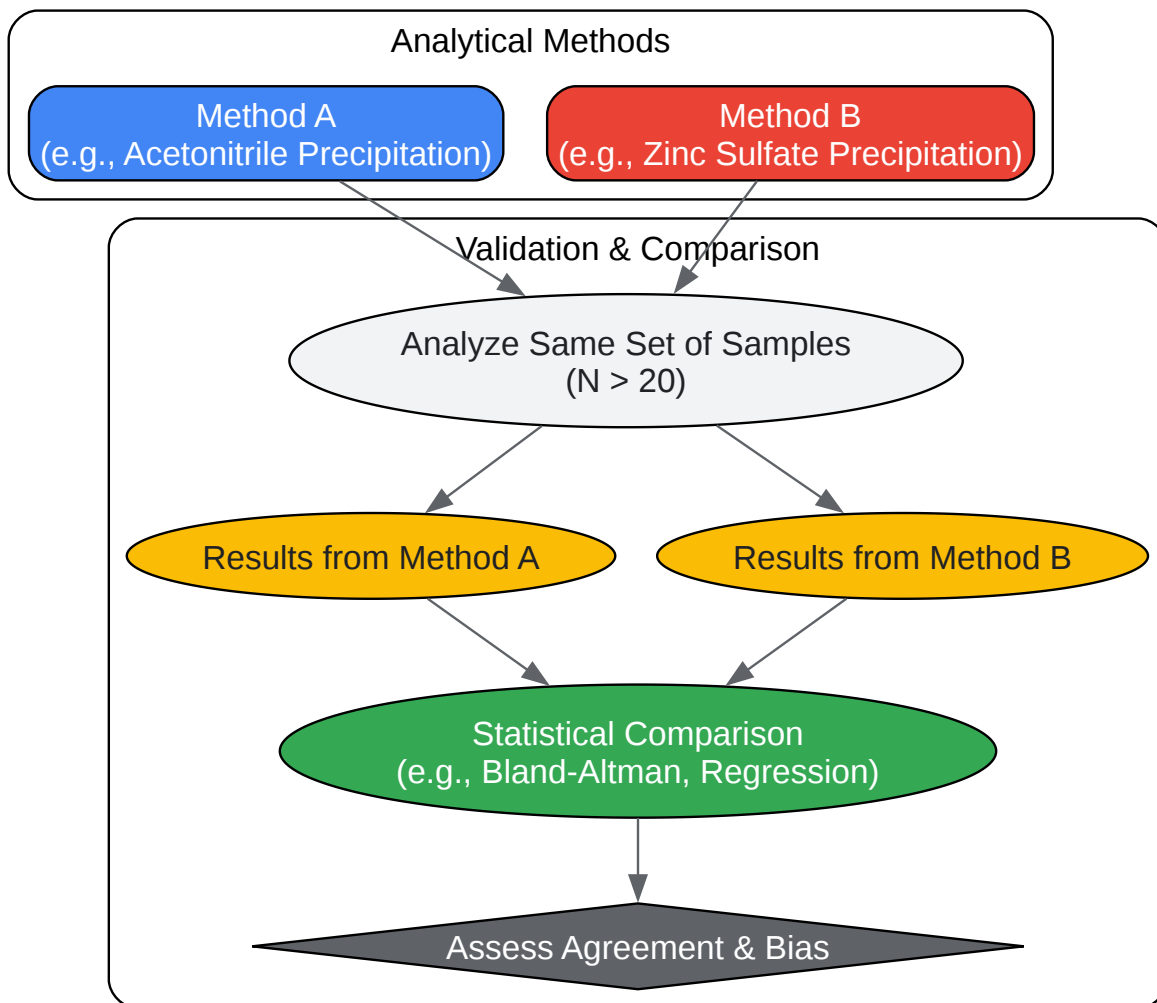 Analytical Methods
Method A
(e.g., Acetonitrile Precipitation)
Method B
(e.g., Zinc Sulfate Precipitation)
Validation & Comparison
Analyze Same Set of Samples
(N > 20)
Results from Method A
Results from Method B
Statistical Comparison
(e.g., Bland-Altman, Regression)
Assess Agreement & Bias